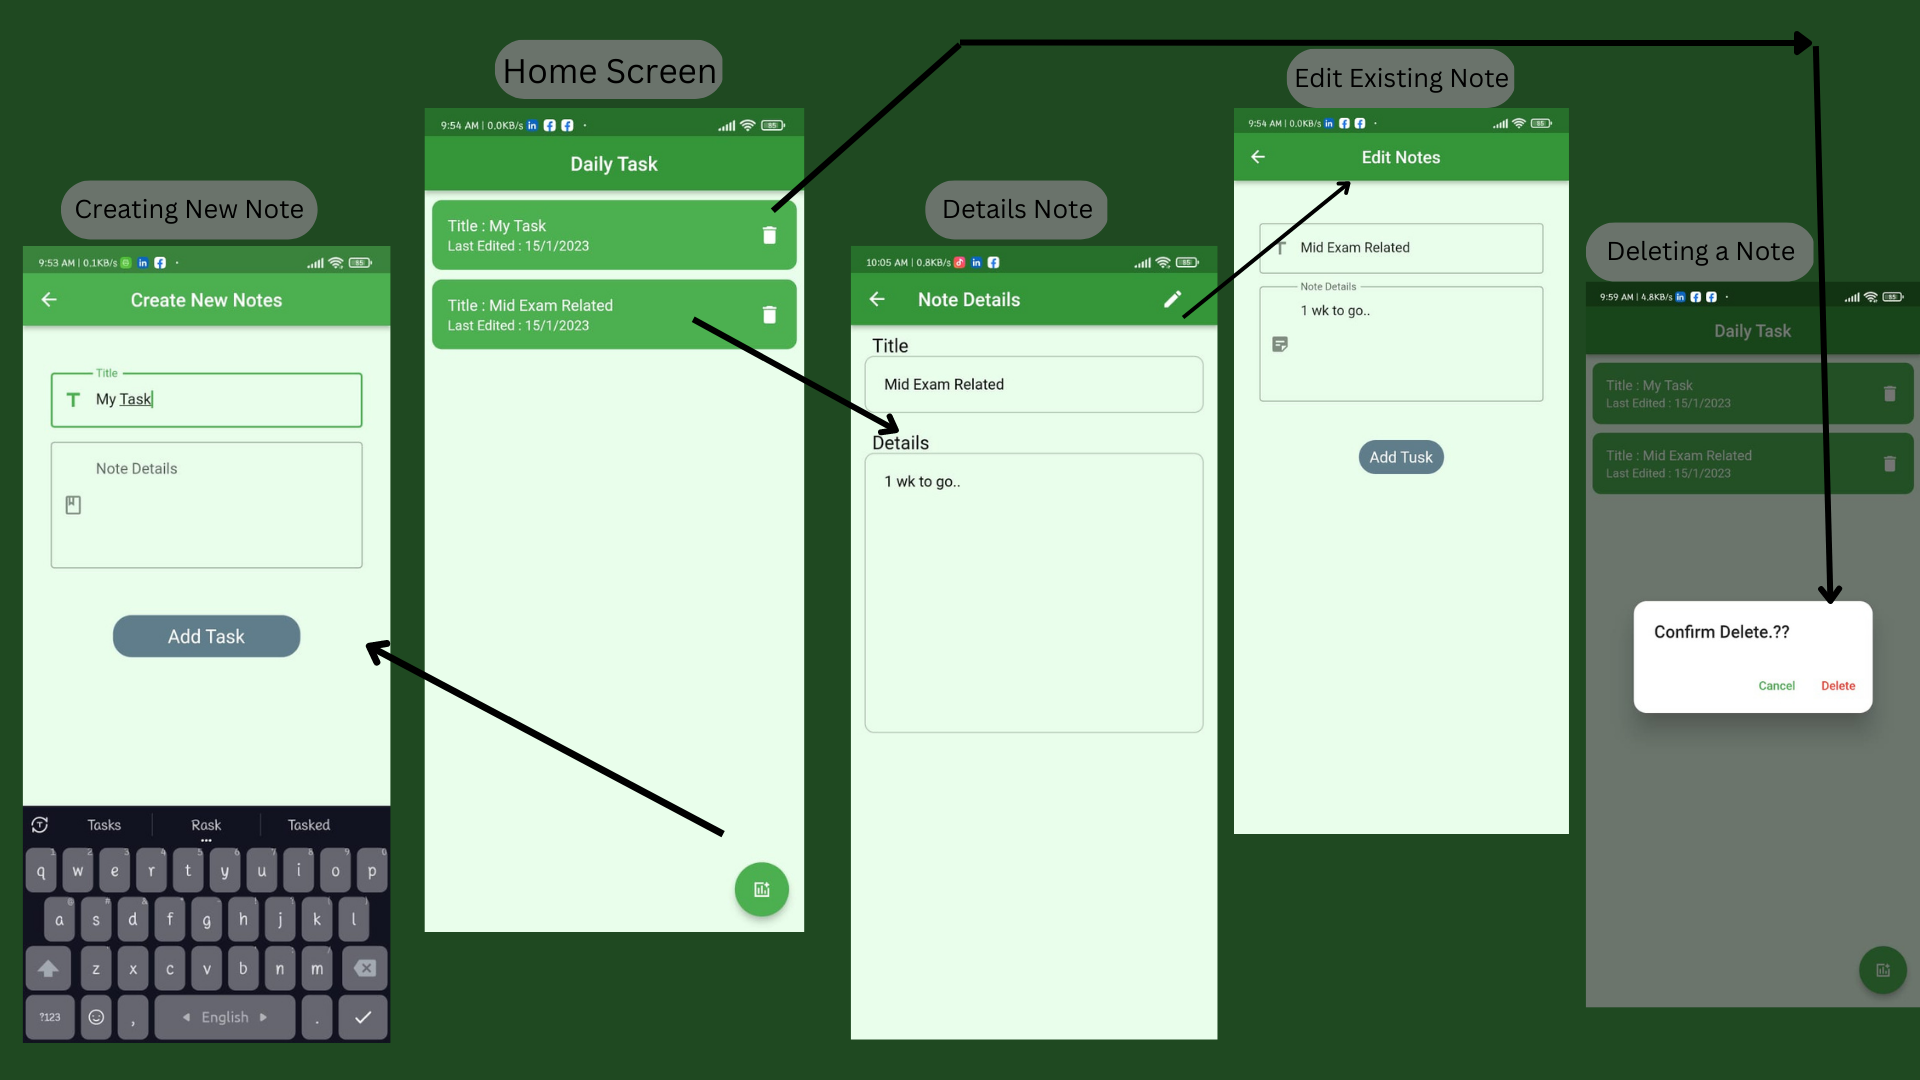 Creating New Note
9:53 AM | 0.1KB/s
85
Create New Notes
Title
My Task
Note Details
Add Task
Tasks
Rask
Tasked
q w e r t y u i o p
a s d f g h j k l
z x c v b n m
?123
,
English
.
Home Screen
9:54 AM | 0.0KB/s
85
Daily Task
Title : My Task
Last Edited : 15/1/2023
Title : Mid Exam Related
Last Edited : 15/1/2023
Details Note
10:05 AM | 0.8KB/s
85
Note Details
Title
Mid Exam Related
Details
1 wk to go..
Edit Existing Note
9:54 AM | 0.0KB/s
85
Edit Notes
Mid Exam Related
Note Details
1 wk to go..
Add Tusk
Deleting a Note
9:59 AM | 4.8KB/s
85
Daily Task
Title : My Task
Last Edited : 15/1/2023
Title : Mid Exam Related
Last Edited : 15/1/2023
Confirm Delete.??
Cancel
Delete